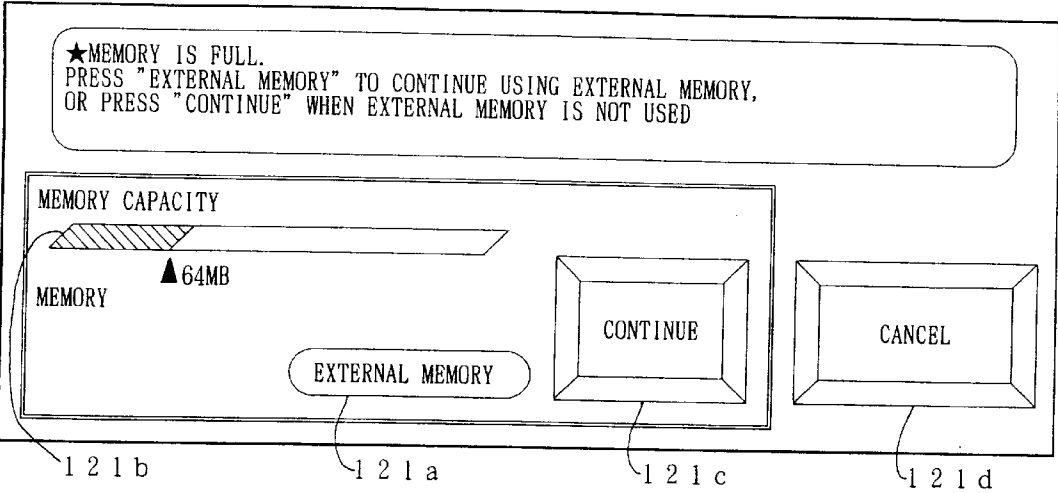 ★MEMORY IS FULL.
PRESS "EXTERNAL MEMORY" TO CONTINUE USING EXTERNAL MEMORY,
OR PRESS "CONTINUE" WHEN EXTERNAL MEMORY IS NOT USED
MEMORY CAPACITY
▲64MB
MEMORY
CONTINUE
CANCEL
EXTERNAL MEMORY
121b
121a
121c
121d